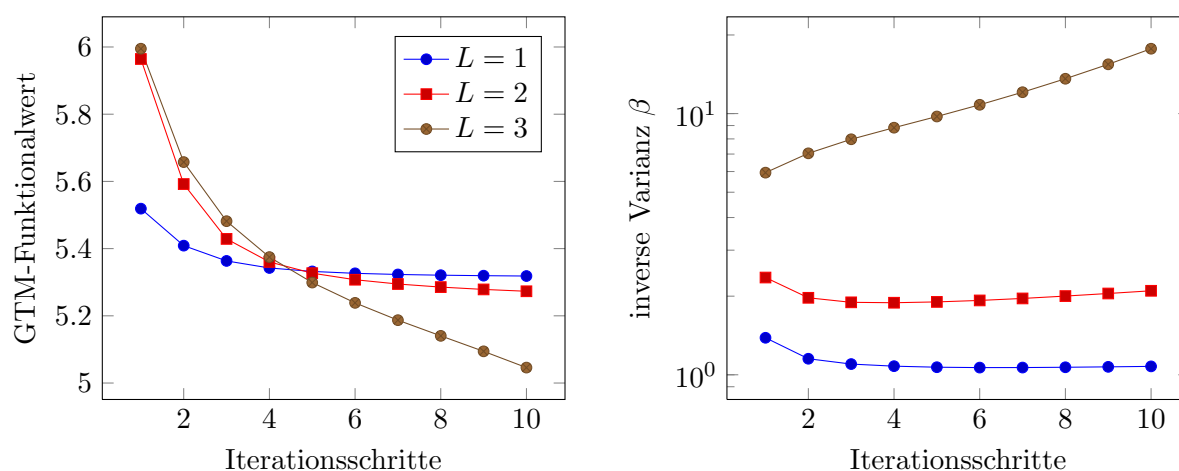 GTM-Funktionalwert
6
5.8
5.6
5.4
5.2
5
2 4 6 8 10
Iterationsschritte
L = 1
L = 2
L = 3
inverse Varianz β
10¹
10⁰
2 4 6 8 10
Iterationsschritte